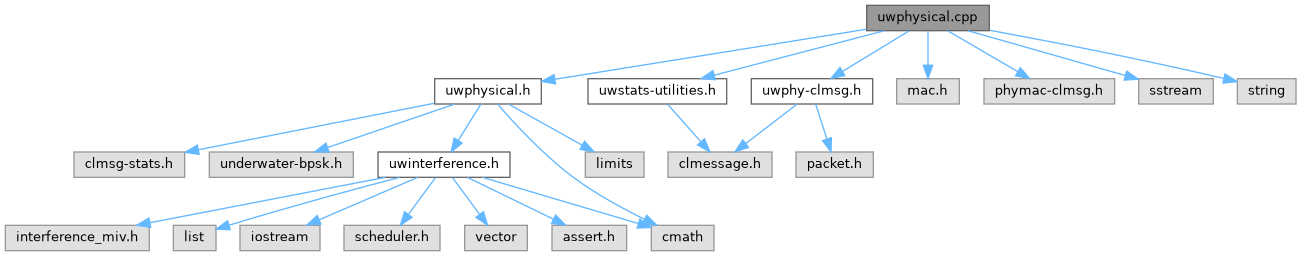 uwphysical.cpp
uwphysical.h
uwstats-utilities.h
uwphy-clmsg.h
mac.h
phymac-clmsg.h
sstream
string
clmsg-stats.h
underwater-bpsk.h
uwinterference.h
limits
clmessage.h
packet.h
interference_miv.h
list
iostream
scheduler.h
vector
assert.h
cmath